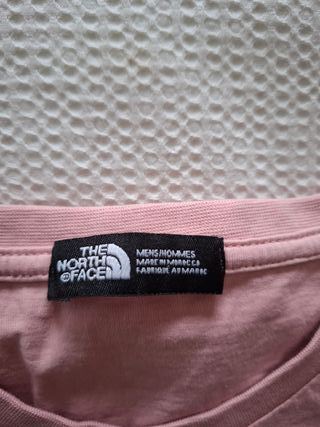 THE
NORTH
FACE
MENS/HOMMES
MADE IN MOROCCO
FABRIQUE AU MAROC